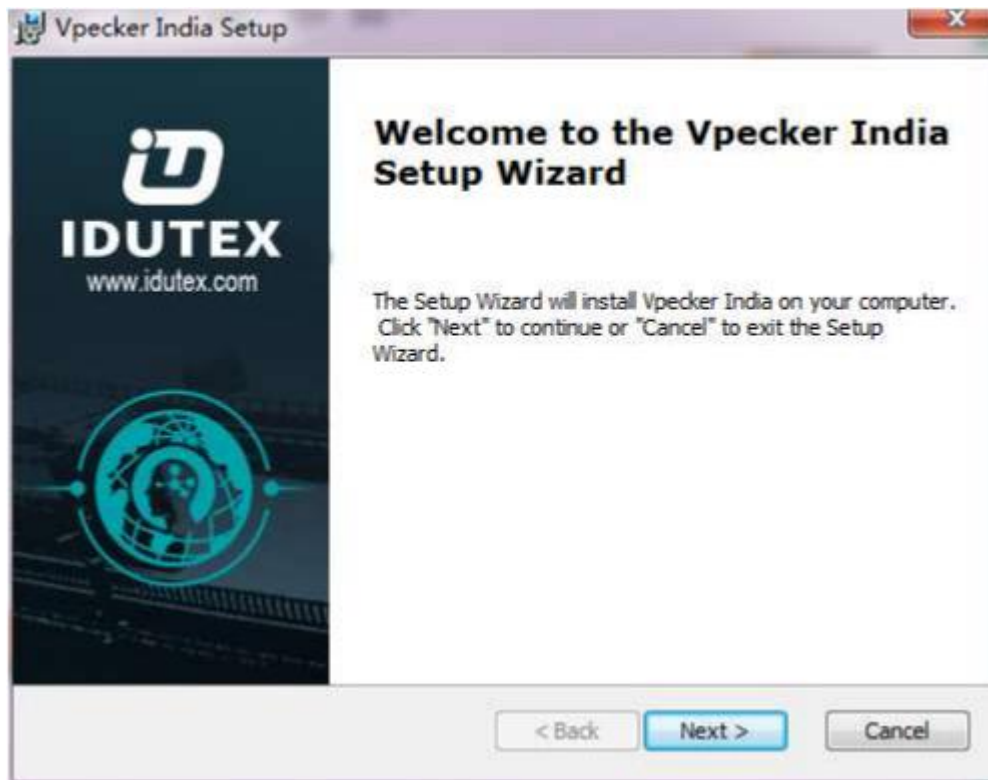 Vpecker India Setup
iD
IDUTEX
www.idutex.com
Welcome to the Vpecker India
Setup Wizard
The Setup Wizard will install Vpecker India on your computer.
Click "Next" to continue or "Cancel" to exit the Setup
Wizard.
< Back
Next >
Cancel